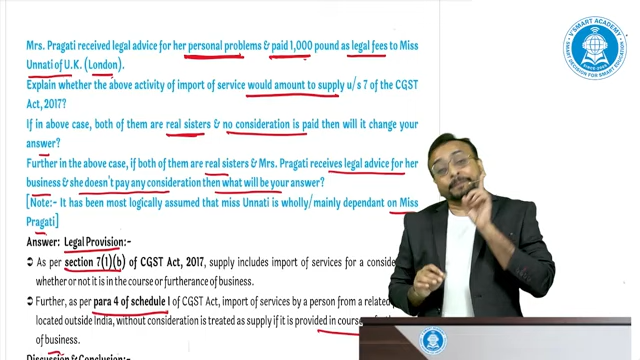 Mrs. Pragati received legal advice for her personal problems & paid 1,000 pound as legal fees to Miss
Unnati of U.K. (London).
Explain whether the above activity of import of service would amount to supply u/s 7 of the CGST
Act, 2017?
If in above case, both of them are real sisters & no consideration is paid then will it change your
answer?
Further in the above case, if both of them are real sisters & Mrs. Pragati receives legal advice for her
business & she doesn't pay any consideration then what will be your answer?
[Note:- It has been most logically assumed that miss Unnati is wholly/mainly dependant on Miss
Pragati]
Answer: Legal Provision:-
➲ As per section 7(1)(b) of CGST Act, 2017, supply includes import of services for a
whether or not it is in the course or furtherance of business.
➲ Further, as per para 4 of schedule I of CGST Act, import of services by a person from a related
located outside India, without consideration is treated as supply if it is provided in
of business.
Discussion & Conclusion:-
V SMART ACADEMY